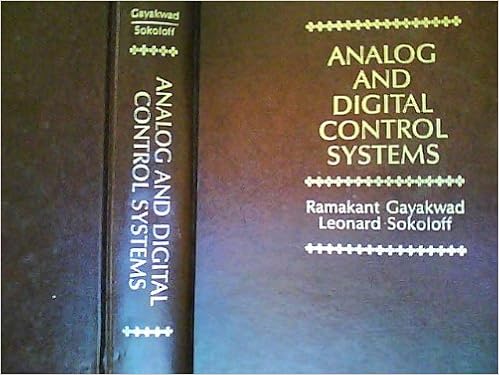 Gayakwad
Sokoloff
ANALOG AND DIGITAL
CONTROL SYSTEMS
ANALOG
AND
DIGITAL
CONTROL
SYSTEMS
Ramakant Gayakwad
Leonard Sokoloff